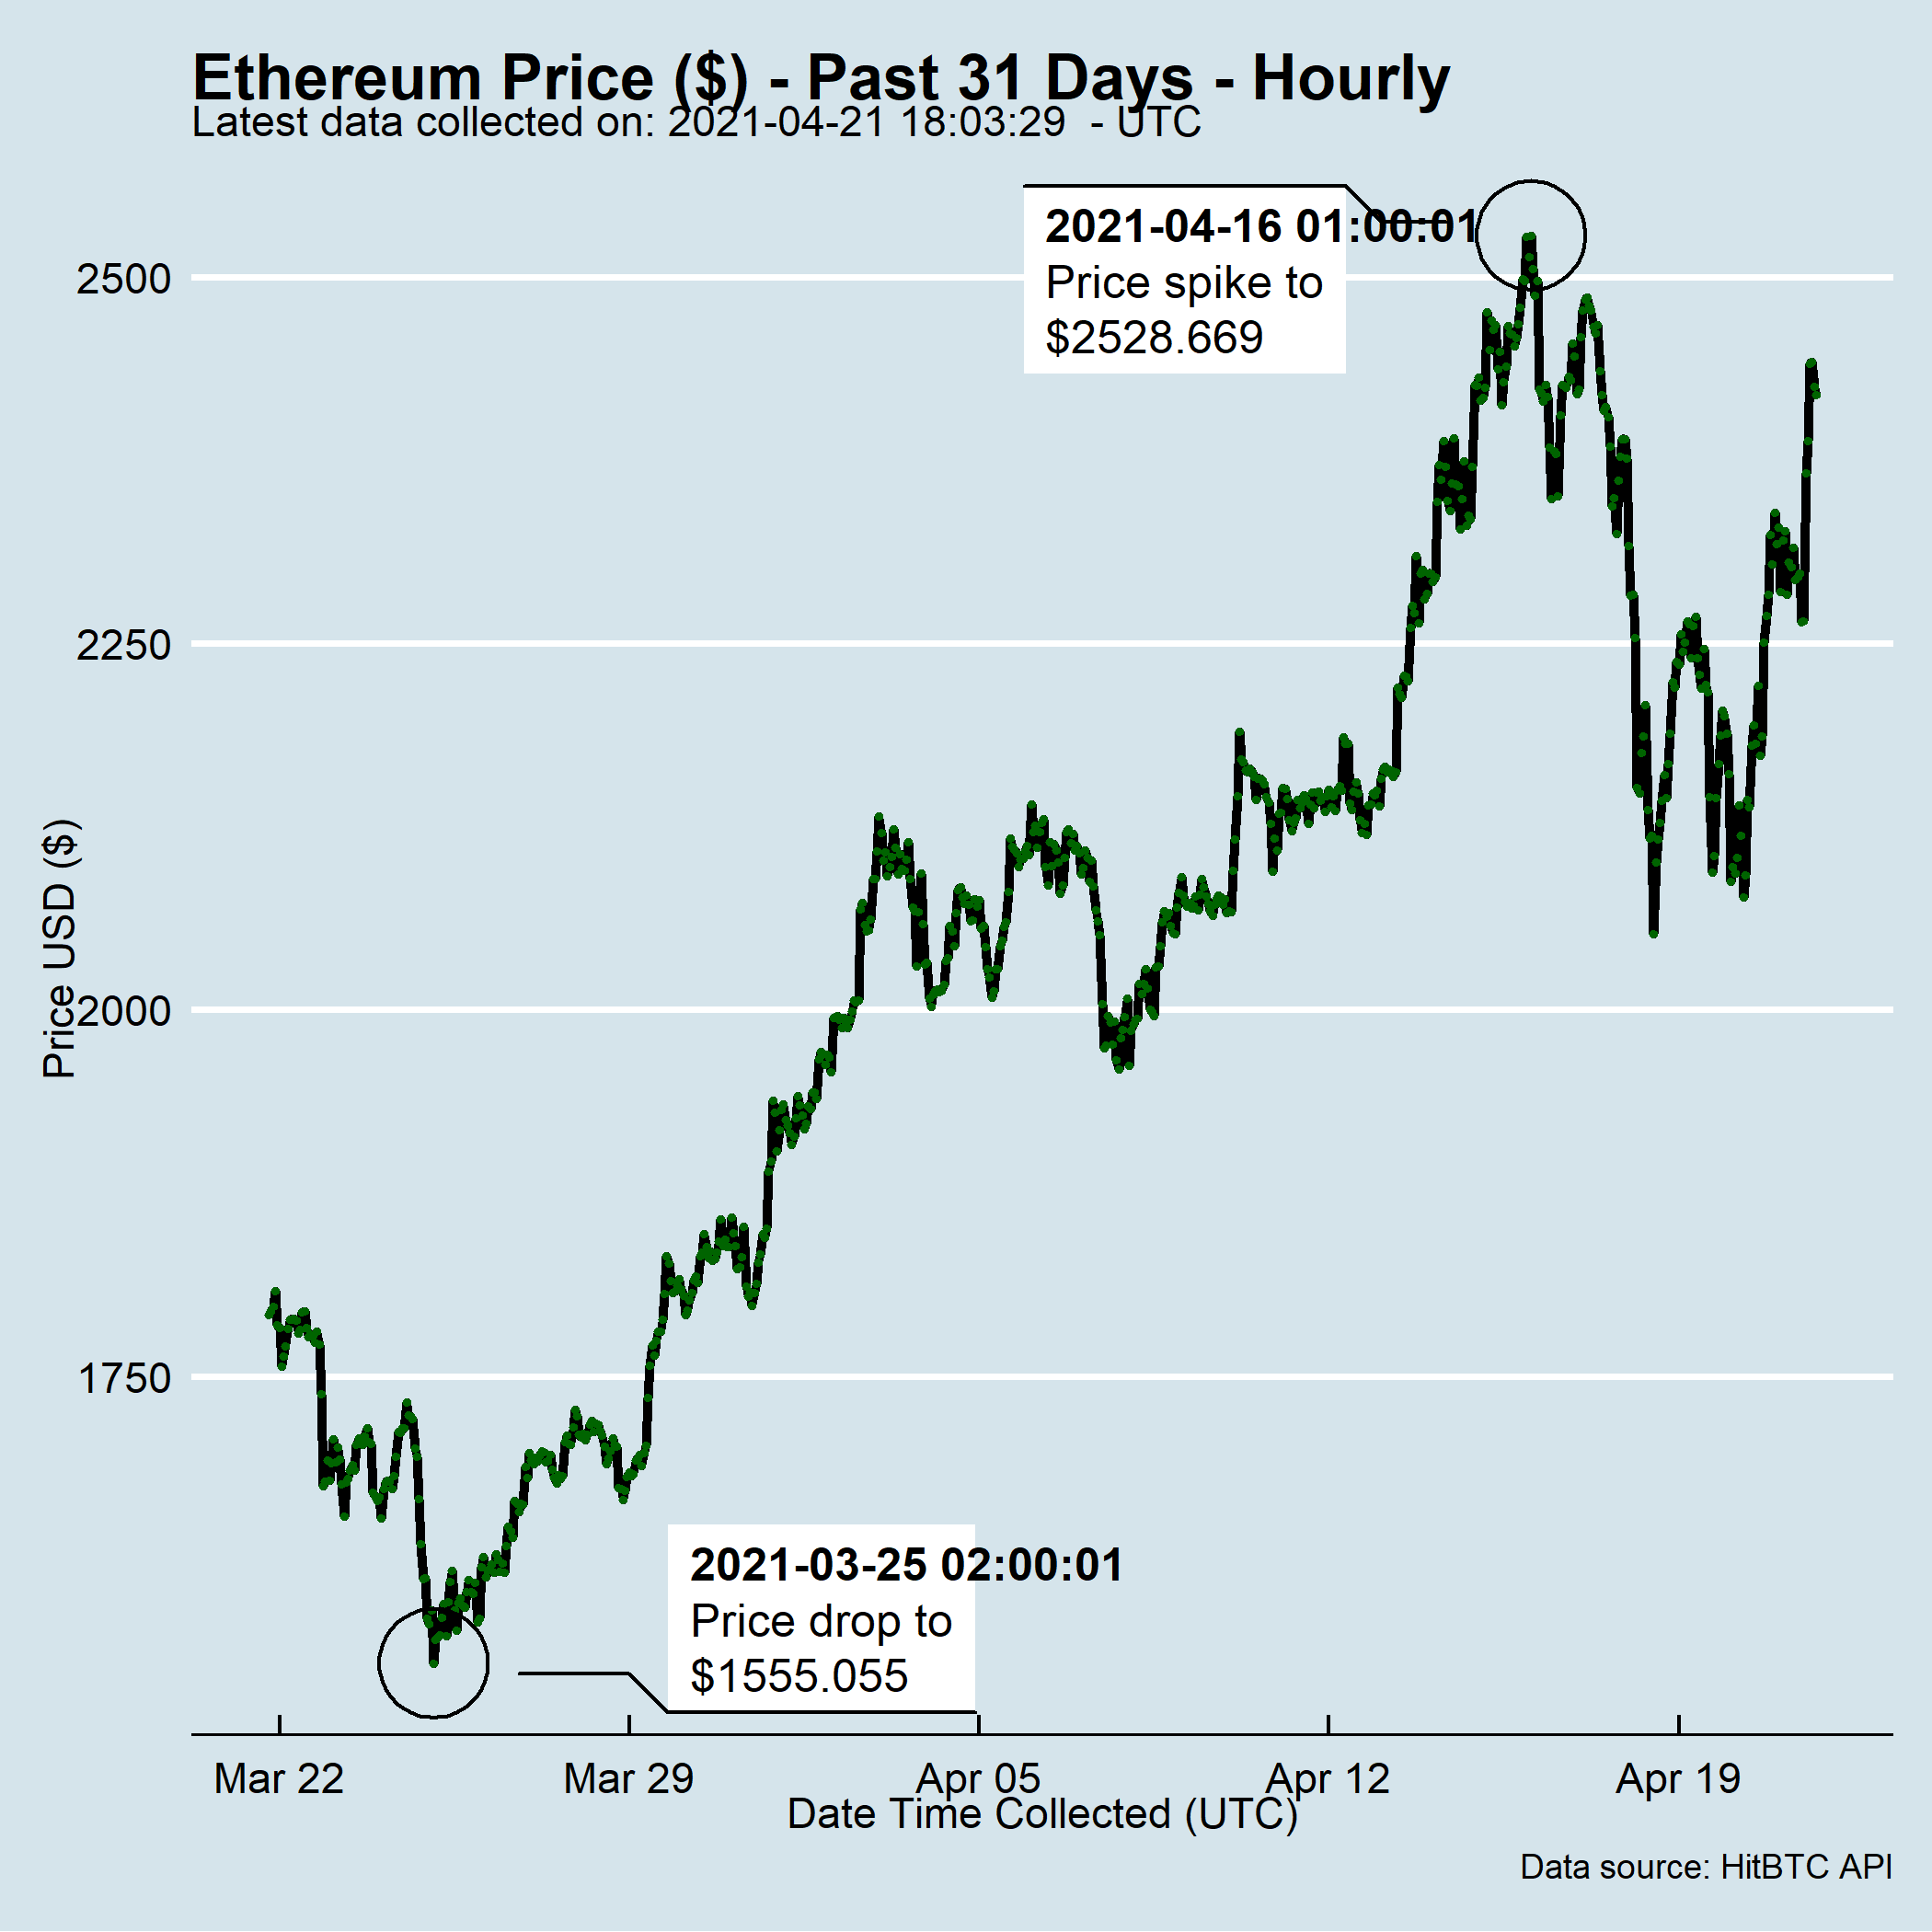 Ethereum Price ($) - Past 31 Days - Hourly
Latest data collected on: 2021-04-21 18:03:29  - UTC
2021-04-16 01:00:01
Price spike to
$2528.669
2500
2250
2000
1750
Price USD ($)
2021-03-25 02:00:01
Price drop to
$1555.055
Mar 22
Mar 29
Apr 05
Apr 12
Apr 19
Date Time Collected (UTC)
Data source: HitBTC API